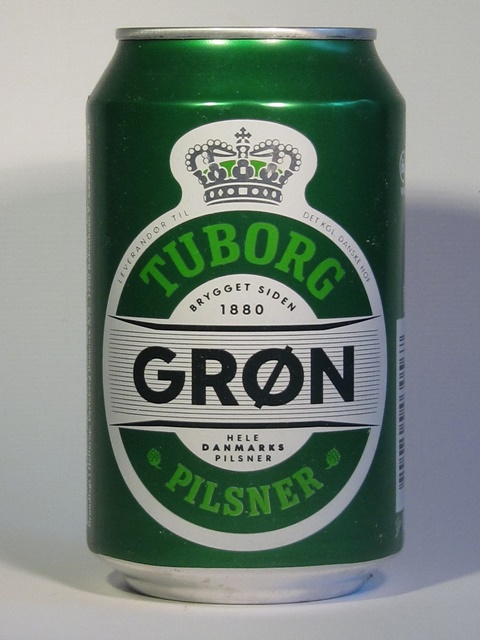 LEVERANDØR TIL
DET KGL. DANSKE HOF
TUBORG
BRYGGET SIDEN
1880
GRØN
HELE
DANMARKS
PILSNER
PILSNER